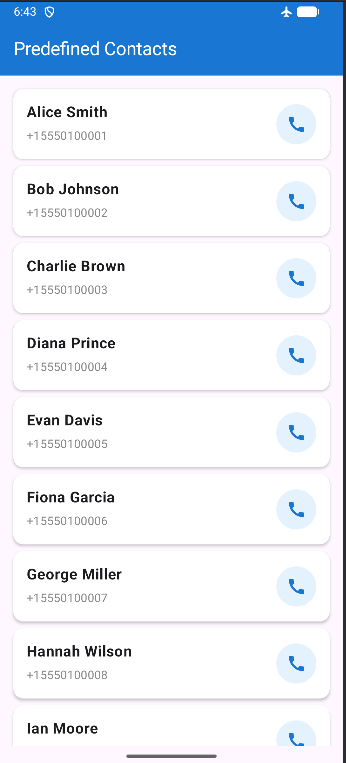 6:43
Predefined Contacts
Alice Smith
+15550100001
Bob Johnson
+15550100002
Charlie Brown
+15550100003
Diana Prince
+15550100004
Evan Davis
+15550100005
Fiona Garcia
+15550100006
George Miller
+15550100007
Hannah Wilson
+15550100008
Ian Moore